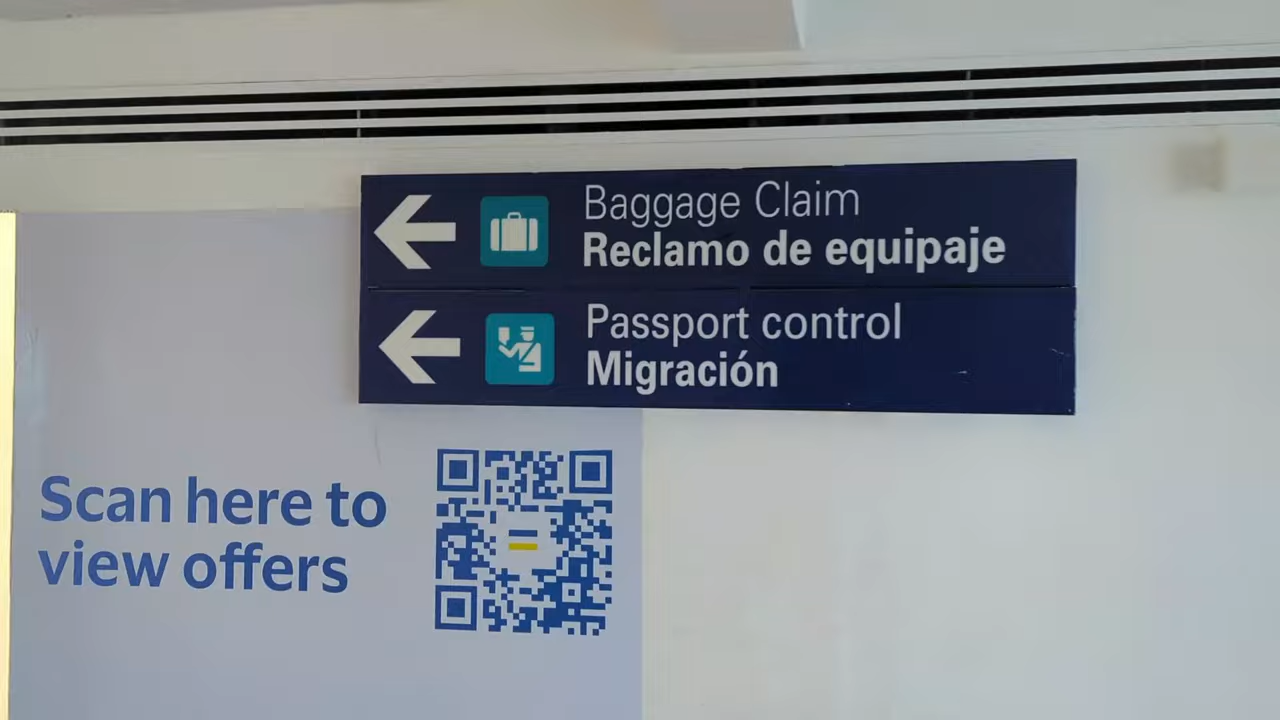 Baggage Claim
Reclamo de equipaje
Passport control
Migración
Scan here to
view offers